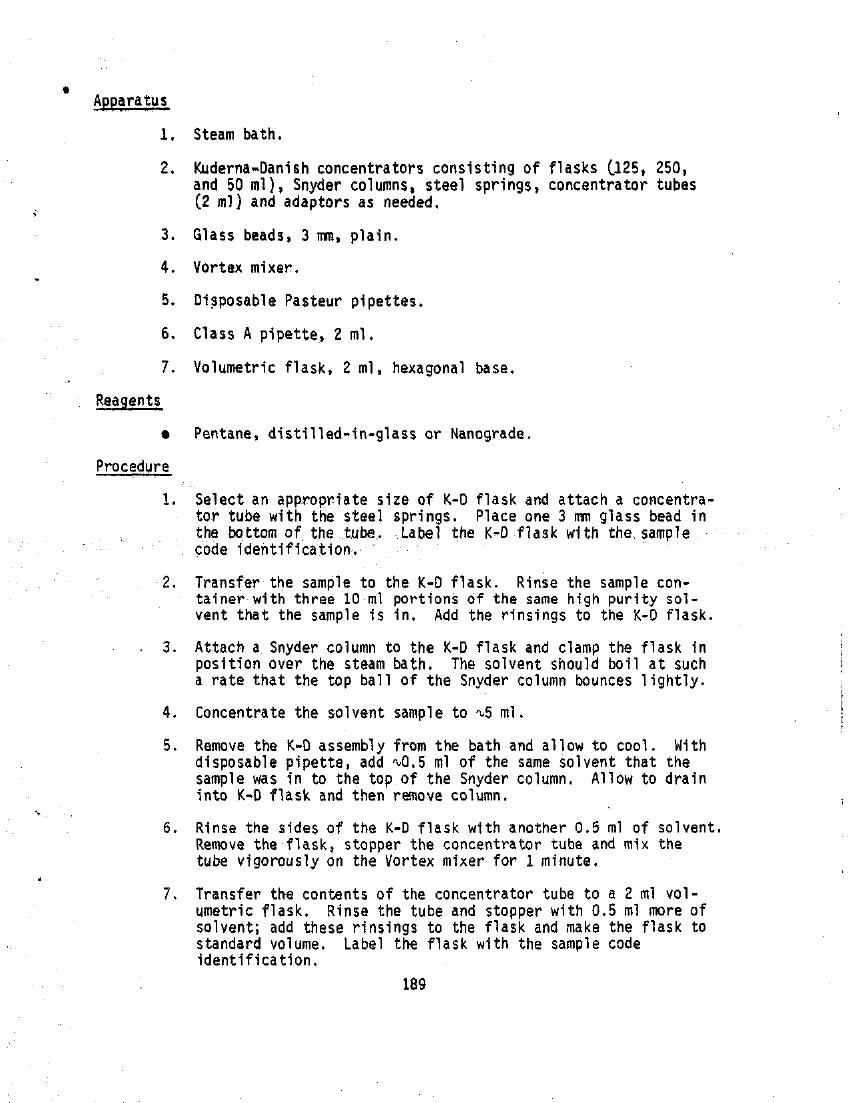 Apparatus
1. Steam bath.
2. Kuderna-Danish concentrators consisting of flasks (125, 250,
and 50 ml), Snyder columns, steel springs, concentrator tubes
(2 ml) and adaptors as needed.
3. Glass beads, 3 mm, plain.
4. Vortex mixer.
5. Disposable Pasteur pipettes.
6. Class A pipette, 2 ml.
7. Volumetric flask, 2 ml, hexagonal base.
Reagents
• Pentane, distilled-in-glass or Nanograde.
Procedure
1. Select an appropriate size of K-D flask and attach a concentra-
tor tube with the steel springs. Place one 3 mm glass bead in
the bottom of the tube. Label the K-D flask with the sample
code identification.
2. Transfer the sample to the K-D flask. Rinse the sample con-
tainer with three 10 ml portions of the same high purity sol-
vent that the sample is in. Add the rinsings to the K-D flask.
3. Attach a Snyder column to the K-D flask and clamp the flask in
position over the steam bath. The solvent should boil at such
a rate that the top ball of the Snyder column bounces lightly.
4. Concentrate the solvent sample to ~5 ml.
5. Remove the K-D assembly from the bath and allow to cool. With
disposable pipette, add ~0.5 ml of the same solvent that the
sample was in to the top of the Snyder column. Allow to drain
into K-D flask and then remove column.
6. Rinse the sides of the K-D flask with another 0.5 ml of solvent.
Remove the flask, stopper the concentrator tube and mix the
tube vigorously on the Vortex mixer for 1 minute.
7. Transfer the contents of the concentrator tube to a 2 ml vol-
umetric flask. Rinse the tube and stopper with 0.5 ml more of
solvent; add these rinsings to the flask and make the flask to
standard volume. Label the flask with the sample code
identification.
189